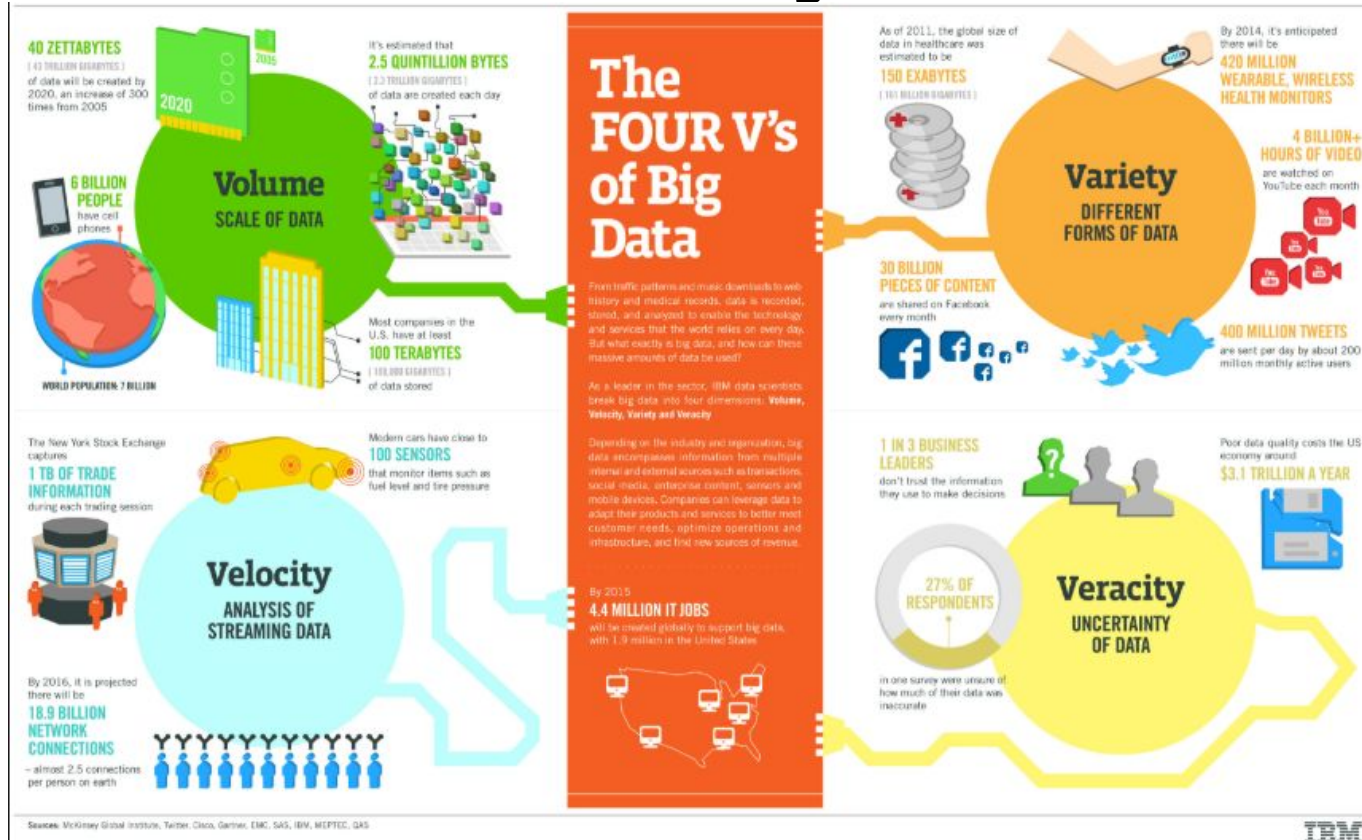 40 ZETTABYTES
[ 43 TRILLION GIGABYTES ]
of data will be created by
2020, an increase of 300
times from 2005
2005
2020
It's estimated that
2.5 QUINTILLION BYTES
[ 2.3 TRILLION GIGABYTES ]
of data are created each day
6 BILLION
PEOPLE
have cell
phones
WORLD POPULATION: 7 BILLION
Volume
SCALE OF DATA
Most companies in the
U.S. have at least
100 TERABYTES
[ 100,000 GIGABYTES ]
of data stored
The New York Stock Exchange
captures
1 TB OF TRADE
INFORMATION
during each trading session
Modern cars have close to
100 SENSORS
that monitor items such as
fuel level and tire pressure
Velocity
ANALYSIS OF
STREAMING DATA
By 2016, it is projected
there will be
18.9 BILLION
NETWORK
CONNECTIONS
– almost 2.5 connections
per person on earth
The
FOUR V's
of Big
Data
From traffic patterns and music downloads to web
history and medical records, data is recorded,
stored, and analyzed to enable the technology
and services that the world relies on every day.
But what exactly is big data, and how can these
massive amounts of data be used?
As a leader in the sector, IBM data scientists
break big data into four dimensions: Volume,
Velocity, Variety and Veracity
Depending on the industry and organization, big
data encompasses information from multiple
internal and external sources such as transactions,
social media, enterprise content, sensors and
mobile devices. Companies can leverage data to
adapt their products and services to better meet
customer needs, optimize operations and
infrastructure, and find new sources of revenue.
By 2015
4.4 MILLION IT JOBS
will be created globally to support big data,
with 1.9 million in the United States
As of 2011, the global size of
data in healthcare was
estimated to be
150 EXABYTES
[ 161 BILLION GIGABYTES ]
By 2014, it's anticipated
there will be
420 MILLION
WEARABLE, WIRELESS
HEALTH MONITORS
4 BILLION+
HOURS OF VIDEO
are watched on
YouTube each month
Variety
DIFFERENT
FORMS OF DATA
30 BILLION
PIECES OF CONTENT
are shared on Facebook
every month
400 MILLION TWEETS
are sent per day by about 200
million monthly active users
1 IN 3 BUSINESS
LEADERS
don't trust the information
they use to make decisions
Poor data quality costs the US
economy around
$3.1 TRILLION A YEAR
27% OF
RESPONDENTS
in one survey were unsure of
how much of their data was
inaccurate
Veracity
UNCERTAINTY
OF DATA
Sources: McKinsey Global Institute, Twitter, Cisco, Gartner, EMC, SAS, IBM, MEPTEC, QAS
IBM